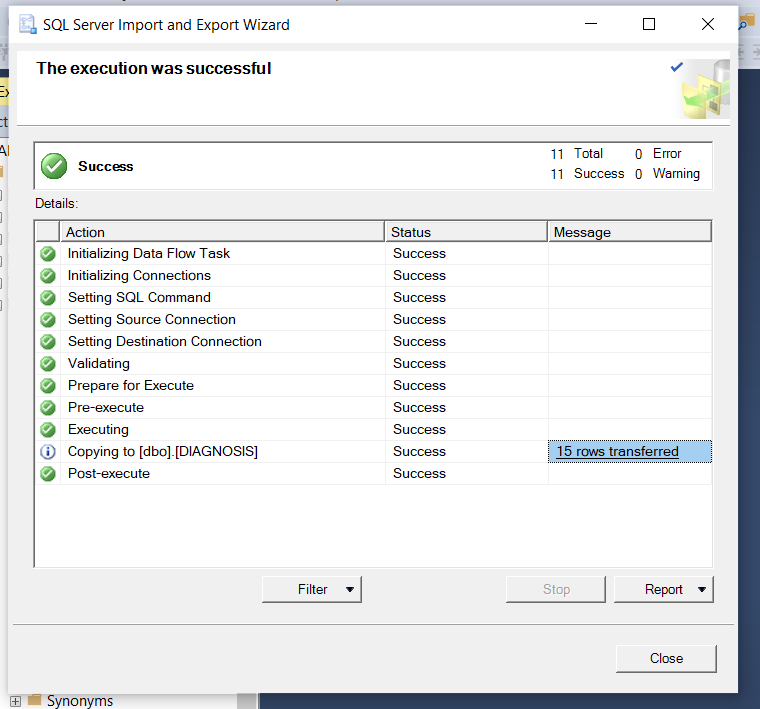 SQL Server Import and Export Wizard
The execution was successful
Success
11 Total 0 Error
11 Success 0 Warning
Details:
Action Status Message
Initializing Data Flow Task Success
Initializing Connections Success
Setting SQL Command Success
Setting Source Connection Success
Setting Destination Connection Success
Validating Success
Prepare for Execute Success
Pre-execute Success
Executing Success
Copying to [dbo].[DIAGNOSIS] Success 15 rows transferred
Post-execute Success
Filter Stop Report
Close
Synonyms